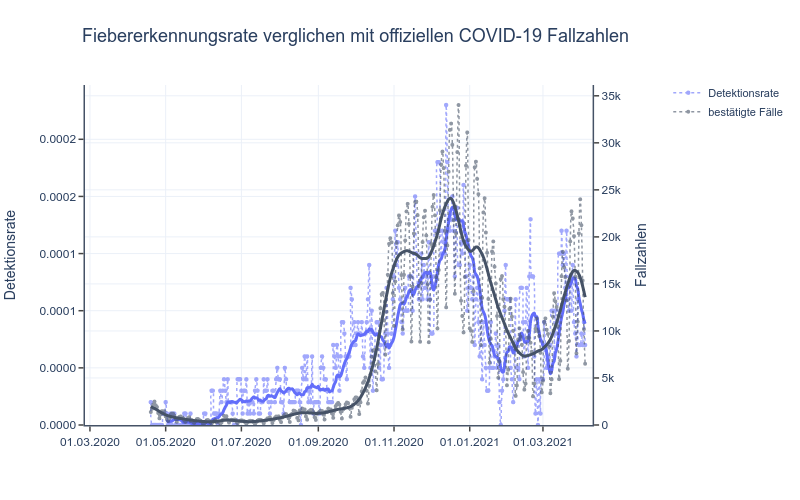 Fiebererkennungsrate verglichen mit offiziellen COVID-19 Fallzahlen
Detektionsrate
bestätigte Fälle
0.0002
0.0002
0.0001
0.0001
0.0000
0.0000
Detektionsrate
35k
30k
25k
20k
15k
10k
5k
0
Fallzahlen
01.03.2020
01.05.2020
01.07.2020
01.09.2020
01.11.2020
01.01.2021
01.03.2021